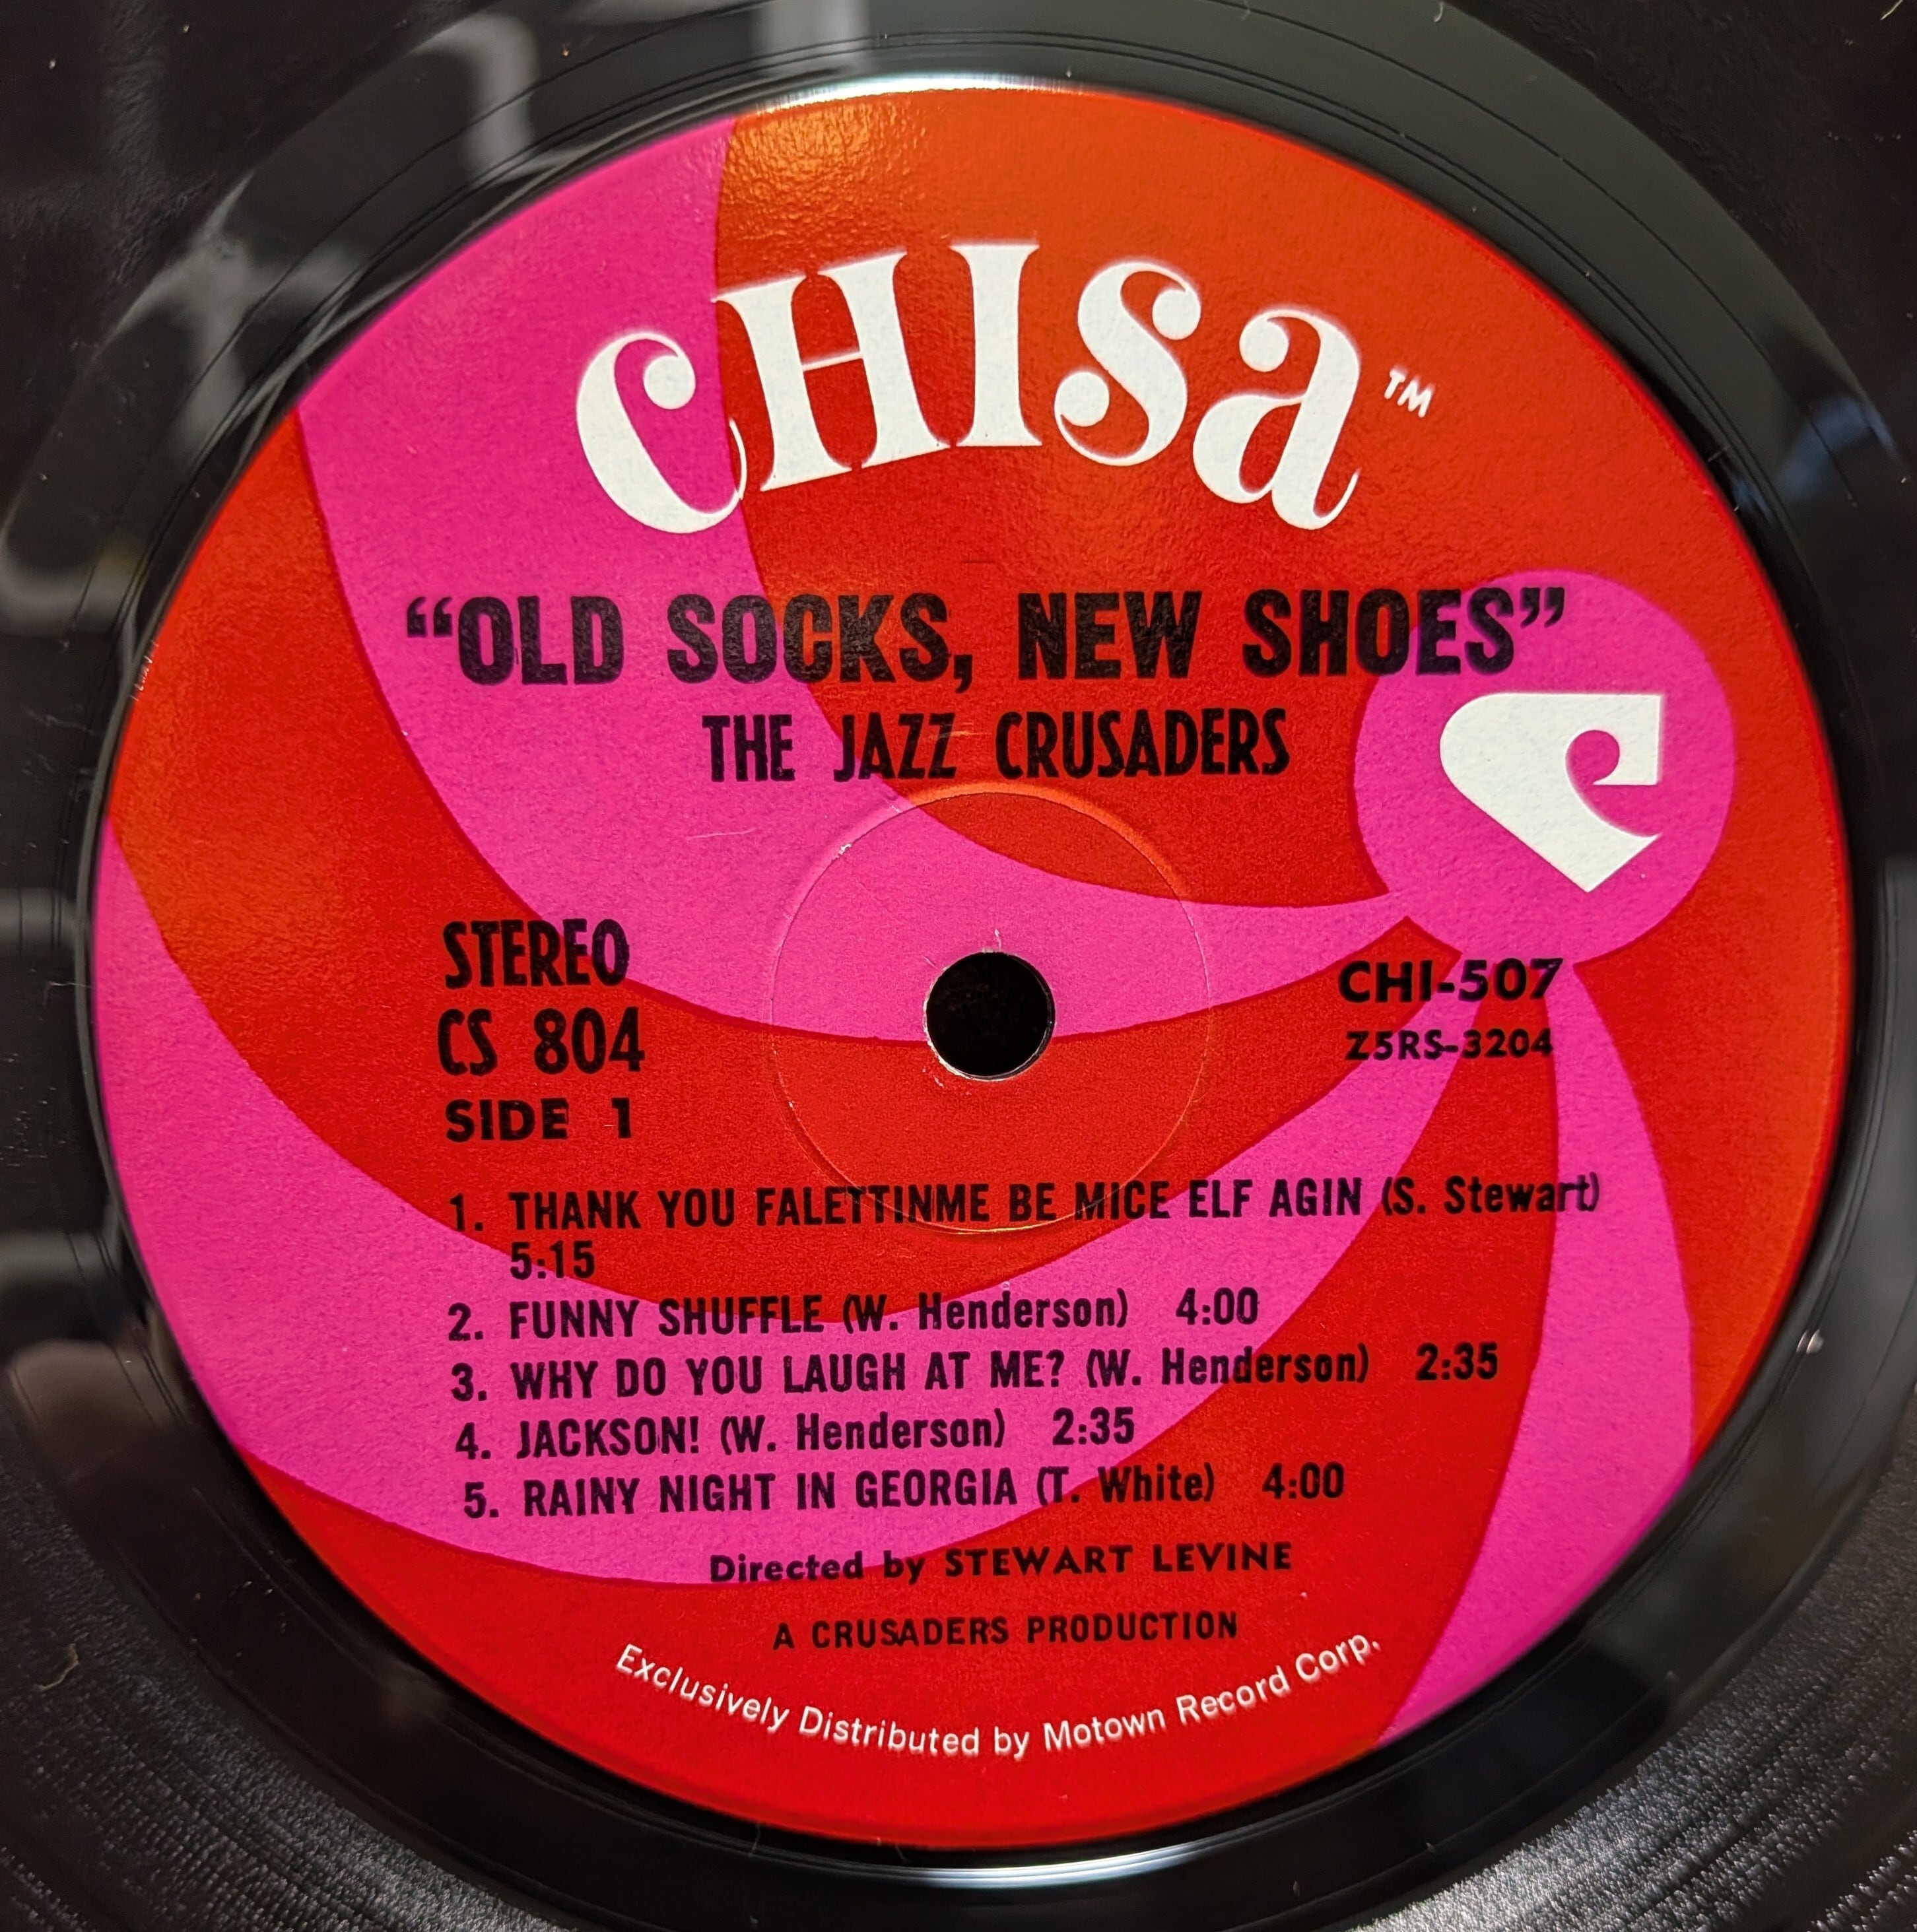 CHISA™
“OLD SOCKS, NEW SHOES”
THE JAZZ CRUSADERS
STEREO
CS 804
SIDE 1
CHI-507
Z5RS-3204
1. THANK YOU FALETTINME BE MICE ELF AGIN (S. Stewart)
5:15
2. FUNNY SHUFFLE (W. Henderson) 4:00
3. WHY DO YOU LAUGH AT ME? (W. Henderson) 2:35
4. JACKSON! (W. Henderson) 2:35
5. RAINY NIGHT IN GEORGIA (T. White) 4:00
Directed by STEWART LEVINE
A CRUSADERS PRODUCTION
Exclusively Distributed by Motown Record Corp.